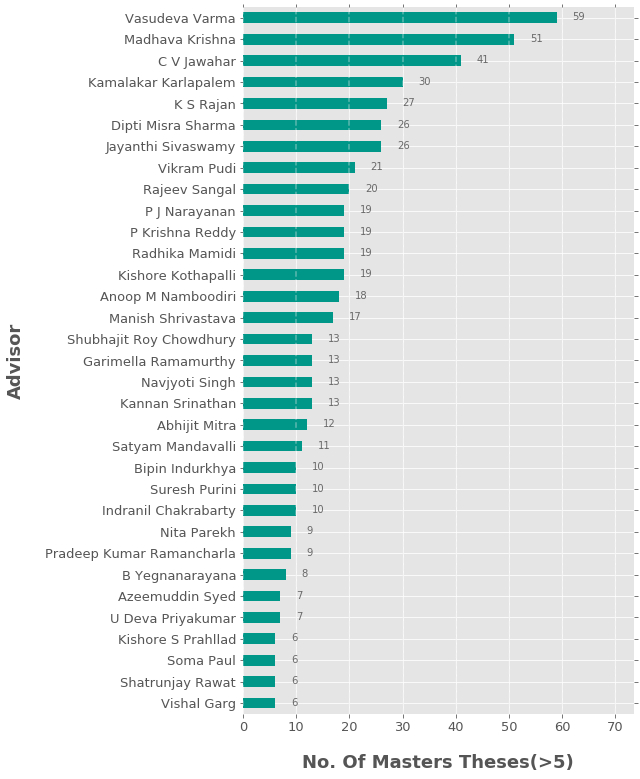 Vasudeva Varma 59
Madhava Krishna 51
C V Jawahar 41
Kamalakar Karlapalem 30
K S Rajan 27
Dipti Misra Sharma 26
Jayanthi Sivaswamy 26
Vikram Pudi 21
Rajeev Sangal 20
P J Narayanan 19
P Krishna Reddy 19
Radhika Mamidi 19
Kishore Kothapalli 19
Anoop M Namboodiri 18
Manish Shrivastava 17
Shubhajit Roy Chowdhury 13
Garimella Ramamurthy 13
Navjyoti Singh 13
Kannan Srinathan 13
Abhijit Mitra 12
Satyam Mandavalli 11
Bipin Indurkhya 10
Suresh Purini 10
Indranil Chakrabarty 10
Nita Parekh 9
Pradeep Kumar Ramancharla 9
B Yegnanarayana 8
Azeemuddin Syed 7
U Deva Priyakumar 7
Kishore S Prahllad 6
Soma Paul 6
Shatrunjay Rawat 6
Vishal Garg 6
0 10 20 30 40 50 60 70
No. Of Masters Theses(>5)
Advisor